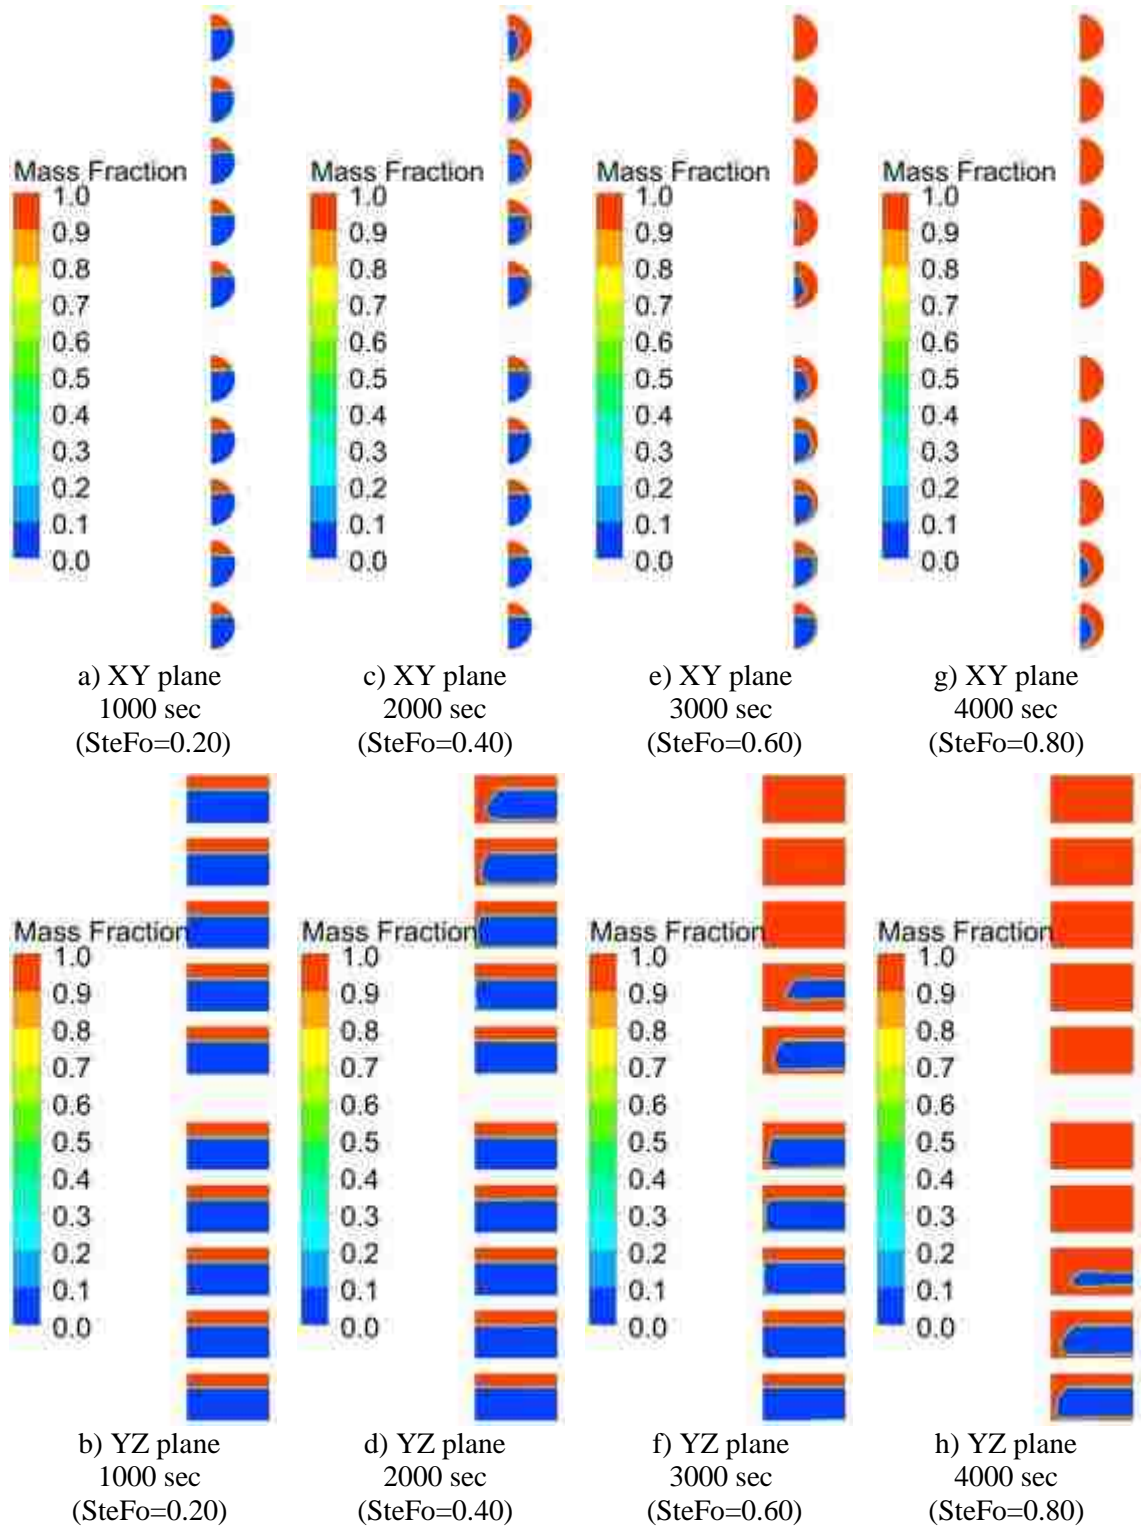 Mass Fraction
1.0
0.9
0.8
0.7
0.6
0.5
0.4
0.3
0.2
0.1
0.0
a) XY plane
1000 sec
(SteFo=0.20)
Mass Fraction
1.0
0.9
0.8
0.7
0.6
0.5
0.4
0.3
0.2
0.1
0.0
c) XY plane
2000 sec
(SteFo=0.40)
Mass Fraction
1.0
0.9
0.8
0.7
0.6
0.5
0.4
0.3
0.2
0.1
0.0
e) XY plane
3000 sec
(SteFo=0.60)
Mass Fraction
1.0
0.9
0.8
0.7
0.6
0.5
0.4
0.3
0.2
0.1
0.0
g) XY plane
4000 sec
(SteFo=0.80)
Mass Fraction
1.0
0.9
0.8
0.7
0.6
0.5
0.4
0.3
0.2
0.1
0.0
b) YZ plane
1000 sec
(SteFo=0.20)
Mass Fraction
1.0
0.9
0.8
0.7
0.6
0.5
0.4
0.3
0.2
0.1
0.0
d) YZ plane
2000 sec
(SteFo=0.40)
Mass Fraction
1.0
0.9
0.8
0.7
0.6
0.5
0.4
0.3
0.2
0.1
0.0
f) YZ plane
3000 sec
(SteFo=0.60)
Mass Fraction
1.0
0.9
0.8
0.7
0.6
0.5
0.4
0.3
0.2
0.1
0.0
h) YZ plane
4000 sec
(SteFo=0.80)